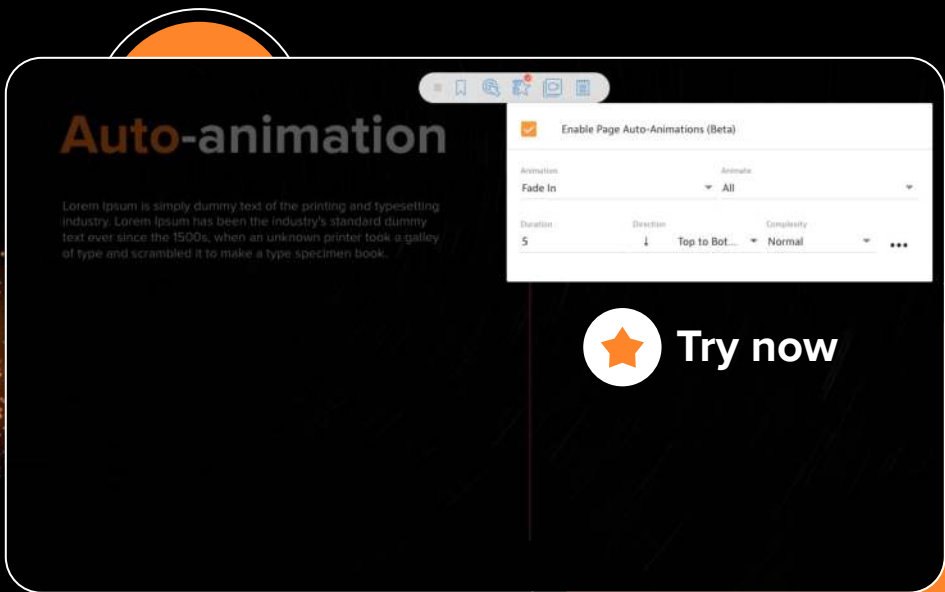 Auto-animation
Lorem Ipsum is simply dummy text of the printing and typesetting
industry. Lorem Ipsum has been the industry's standard dummy
text ever since the 1500s, when an unknown printer took a galley
of type and scrambled it to make a type specimen book.
Enable Page Auto-Animations (Beta)
Animation Animate
Fade In All
Duration Direction Complexity
5 ↓ Top to Bot... Normal
Try now